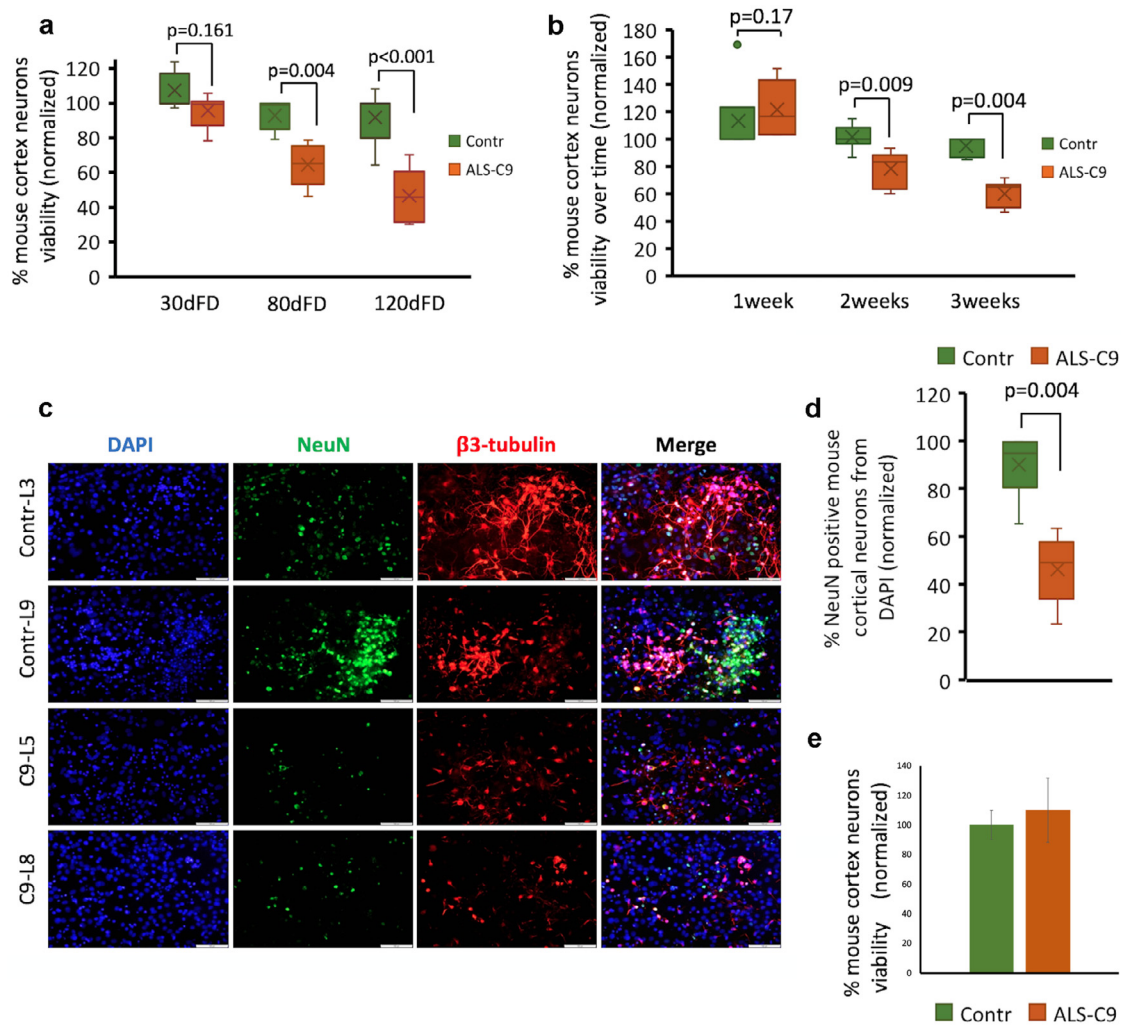 a
% mouse cortex neurons
viability (normalized)
140
120
100
80
60
40
20
0
p=0.161
p=0.004
p<0.001
Contr
ALS-C9
30dFD 80dFD 120dFD
b
% mouse cortex neurons
viability over time (normalized)
180
160
140
120
100
80
60
40
20
0
p=0.17
p=0.009
p=0.004
Contr
ALS-C9
1week 2weeks 3weeks
c
DAPI NeuN β3-tubulin Merge
Contr-L3
Contr-L9
C9-L5
C9-L8
Contr ALS-C9
d
% NeuN positive mouse
cortical neurons from
DAPI (normalized)
120
100
80
60
40
20
0
p=0.004
e
% mouse cortex neurons
viability (normalized)
140
120
100
80
60
40
20
0
Contr ALS-C9